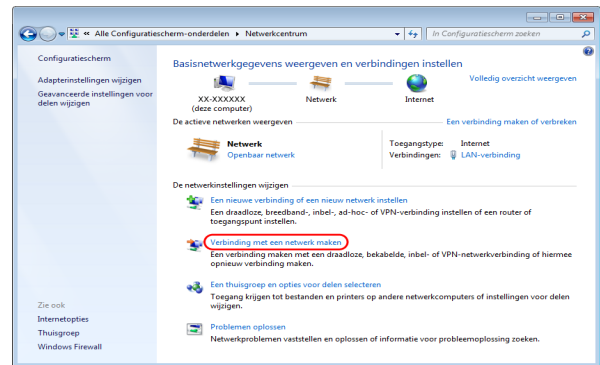 « Alle Configuratiescherm-onderdelen ▸ Netwerkcentrum
In Configuratiescherm zoeken
Configuratiescherm
Adapterinstellingen wijzigen
Geavanceerde instellingen voor
delen wijzigen
Zie ook
Internetopties
Thuisgroep
Windows Firewall
Basisnetwerkgegevens weergeven en verbindingen instellen
Volledig overzicht weergeven
XX-XXXXXX
(deze computer)
Netwerk
Internet
De actieve netwerken weergeven
Een verbinding maken of verbreken
Netwerk
Openbaar netwerk
Toegangstype: Internet
Verbindingen: LAN-verbinding
De netwerkinstellingen wijzigen
Een nieuwe verbinding of een nieuw netwerk instellen
Een draadloze, breedband-, inbel-, ad-hoc- of VPN-verbinding instellen of een router of
toegangspunt instellen.
Verbinding met een netwerk maken
Een verbinding maken met een draadloze, bekabelde, inbel- of VPN-netwerkverbinding of hiermee
opnieuw verbinding maken.
Een thuisgroep en opties voor delen selecteren
Toegang krijgen tot bestanden en printers op andere netwerkcomputers of instellingen voor delen
wijzigen.
Problemen oplossen
Netwerkproblemen vaststellen en oplossen of informatie voor probleemoplossing zoeken.